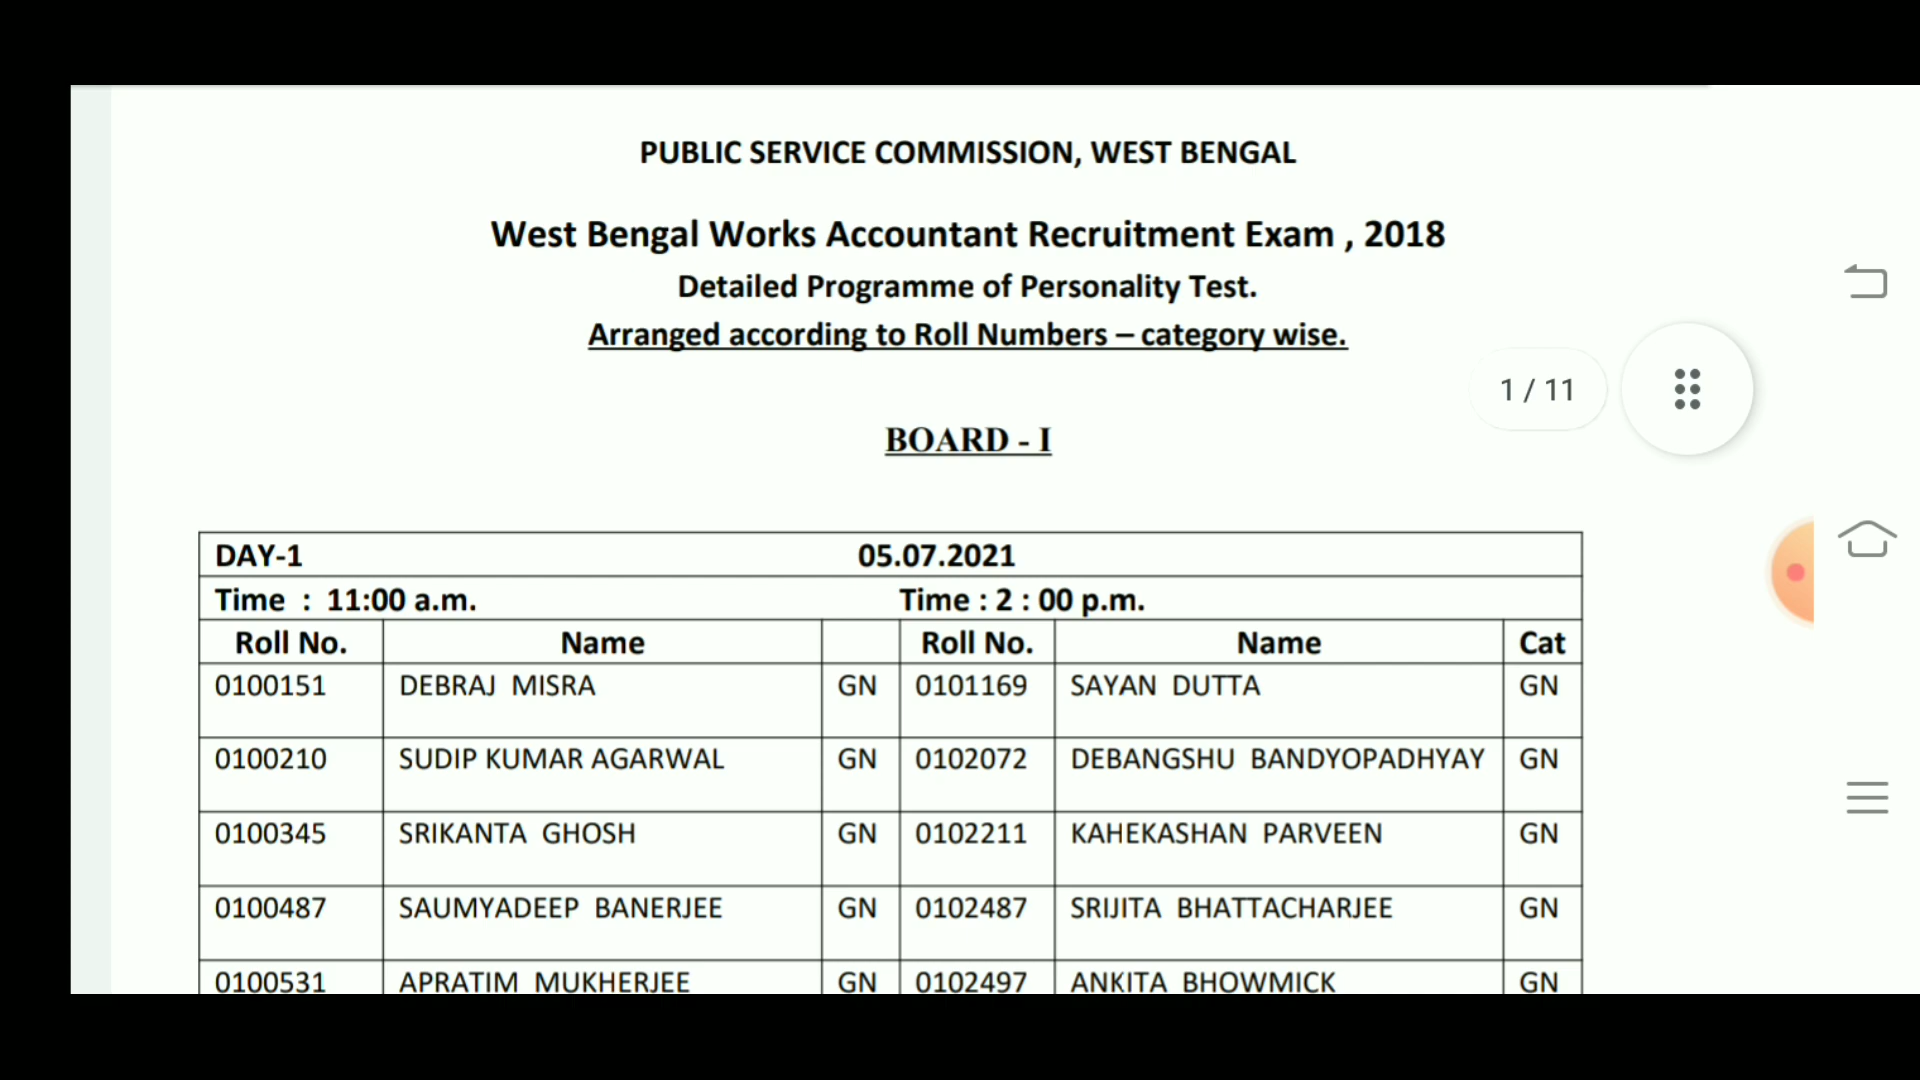 PUBLIC SERVICE COMMISSION, WEST BENGAL
West Bengal Works Accountant Recruitment Exam , 2018
Detailed Programme of Personality Test.
Arranged according to Roll Numbers – category wise.
1 / 11
BOARD - I
DAY-1 05.07.2021
Time : 11:00 a.m. Time : 2 : 00 p.m.
Roll No. Name Roll No. Name Cat
0100151 DEBRAJ MISRA GN 0101169 SAYAN DUTTA GN
0100210 SUDIP KUMAR AGARWAL GN 0102072 DEBANGSHU BANDYOPADHYAY GN
0100345 SRIKANTA GHOSH GN 0102211 KAHEKASHAN PARVEEN GN
0100487 SAUMYADEEP BANERJEE GN 0102487 SRIJITA BHATTACHARJEE GN
0100531 APRATIM MUKHERJEE GN 0102497 ANKITA BHOWMICK GN